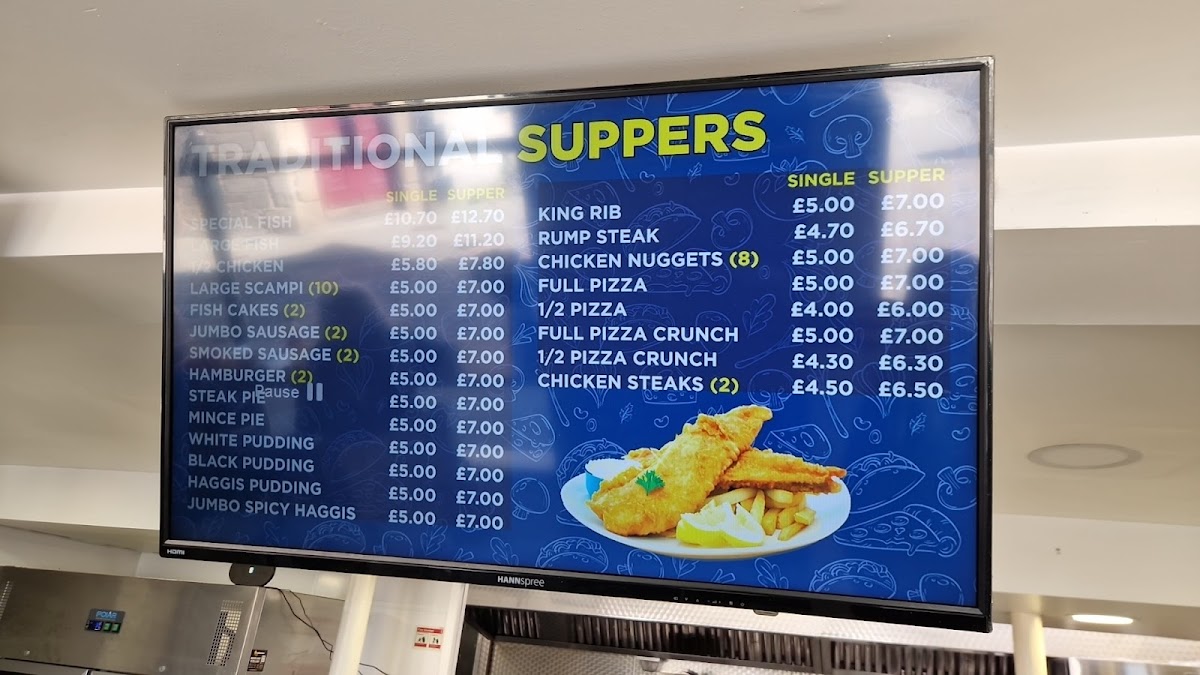 TRADITIONAL SUPPERS
SINGLE SUPPER
SPECIAL FISH £10.70 £12.70
LARGE FISH £9.20 £11.20
1/2 CHICKEN £5.80 £7.80
LARGE SCAMPI (10) £5.00 £7.00
FISH CAKES (2) £5.00 £7.00
JUMBO SAUSAGE (2) £5.00 £7.00
SMOKED SAUSAGE (2) £5.00 £7.00
HAMBURGER (2) £5.00 £7.00
Pause
STEAK PIE £5.00 £7.00
MINCE PIE £5.00 £7.00
WHITE PUDDING £5.00 £7.00
BLACK PUDDING £5.00 £7.00
HAGGIS PUDDING £5.00 £7.00
JUMBO SPICY HAGGIS £5.00 £7.00
SINGLE SUPPER
KING RIB £5.00 £7.00
RUMP STEAK £4.70 £6.70
CHICKEN NUGGETS (8) £5.00 £7.00
FULL PIZZA £5.00 £7.00
1/2 PIZZA £4.00 £6.00
FULL PIZZA CRUNCH £5.00 £7.00
1/2 PIZZA CRUNCH £4.30 £6.30
CHICKEN STEAKS (2) £4.50 £6.50
HDMI
HANNspree